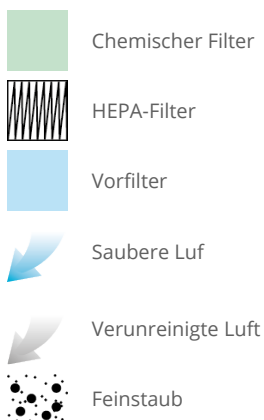 Chemischer Filter
HEPA-Filter
Vorfilter
Saubere Luf
Verunreinigte Luft
Feinstaub